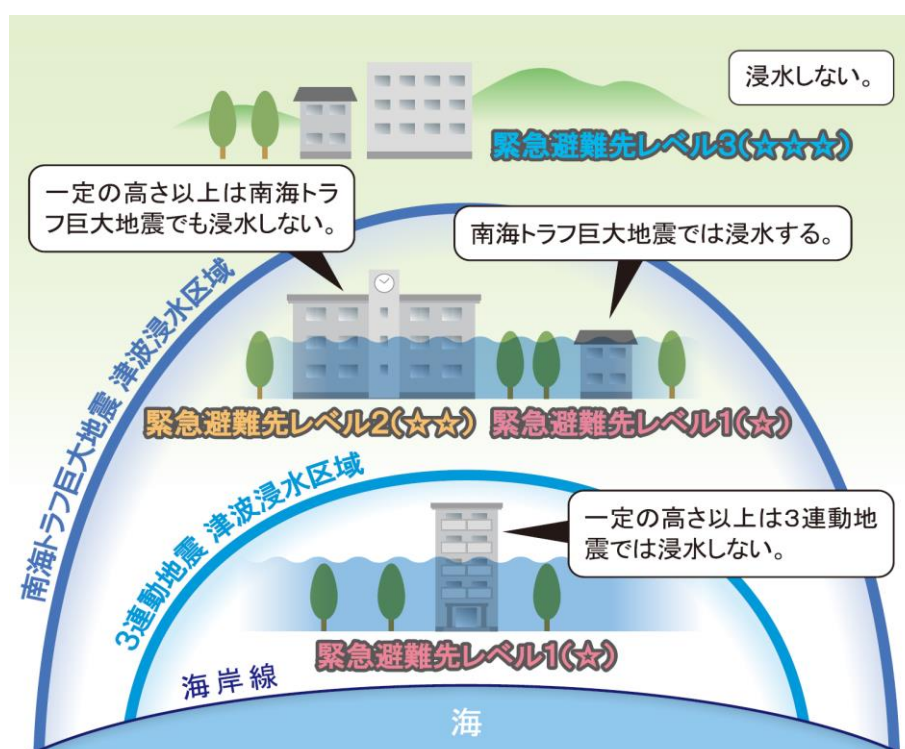 浸水しない。
緊急避難先レベル3(☆☆☆)
一定の高さ以上は南海トラ
フ巨大地震でも浸水しない。
南海トラフ巨大地震では浸水する。
南海トラフ巨大地震 津波浸水区域
緊急避難先レベル2(☆☆)
緊急避難先レベル1(☆)
3連動地震 津波浸水区域
一定の高さ以上は3連動地
震では浸水しない。
緊急避難先レベル1(☆)
海岸線
海